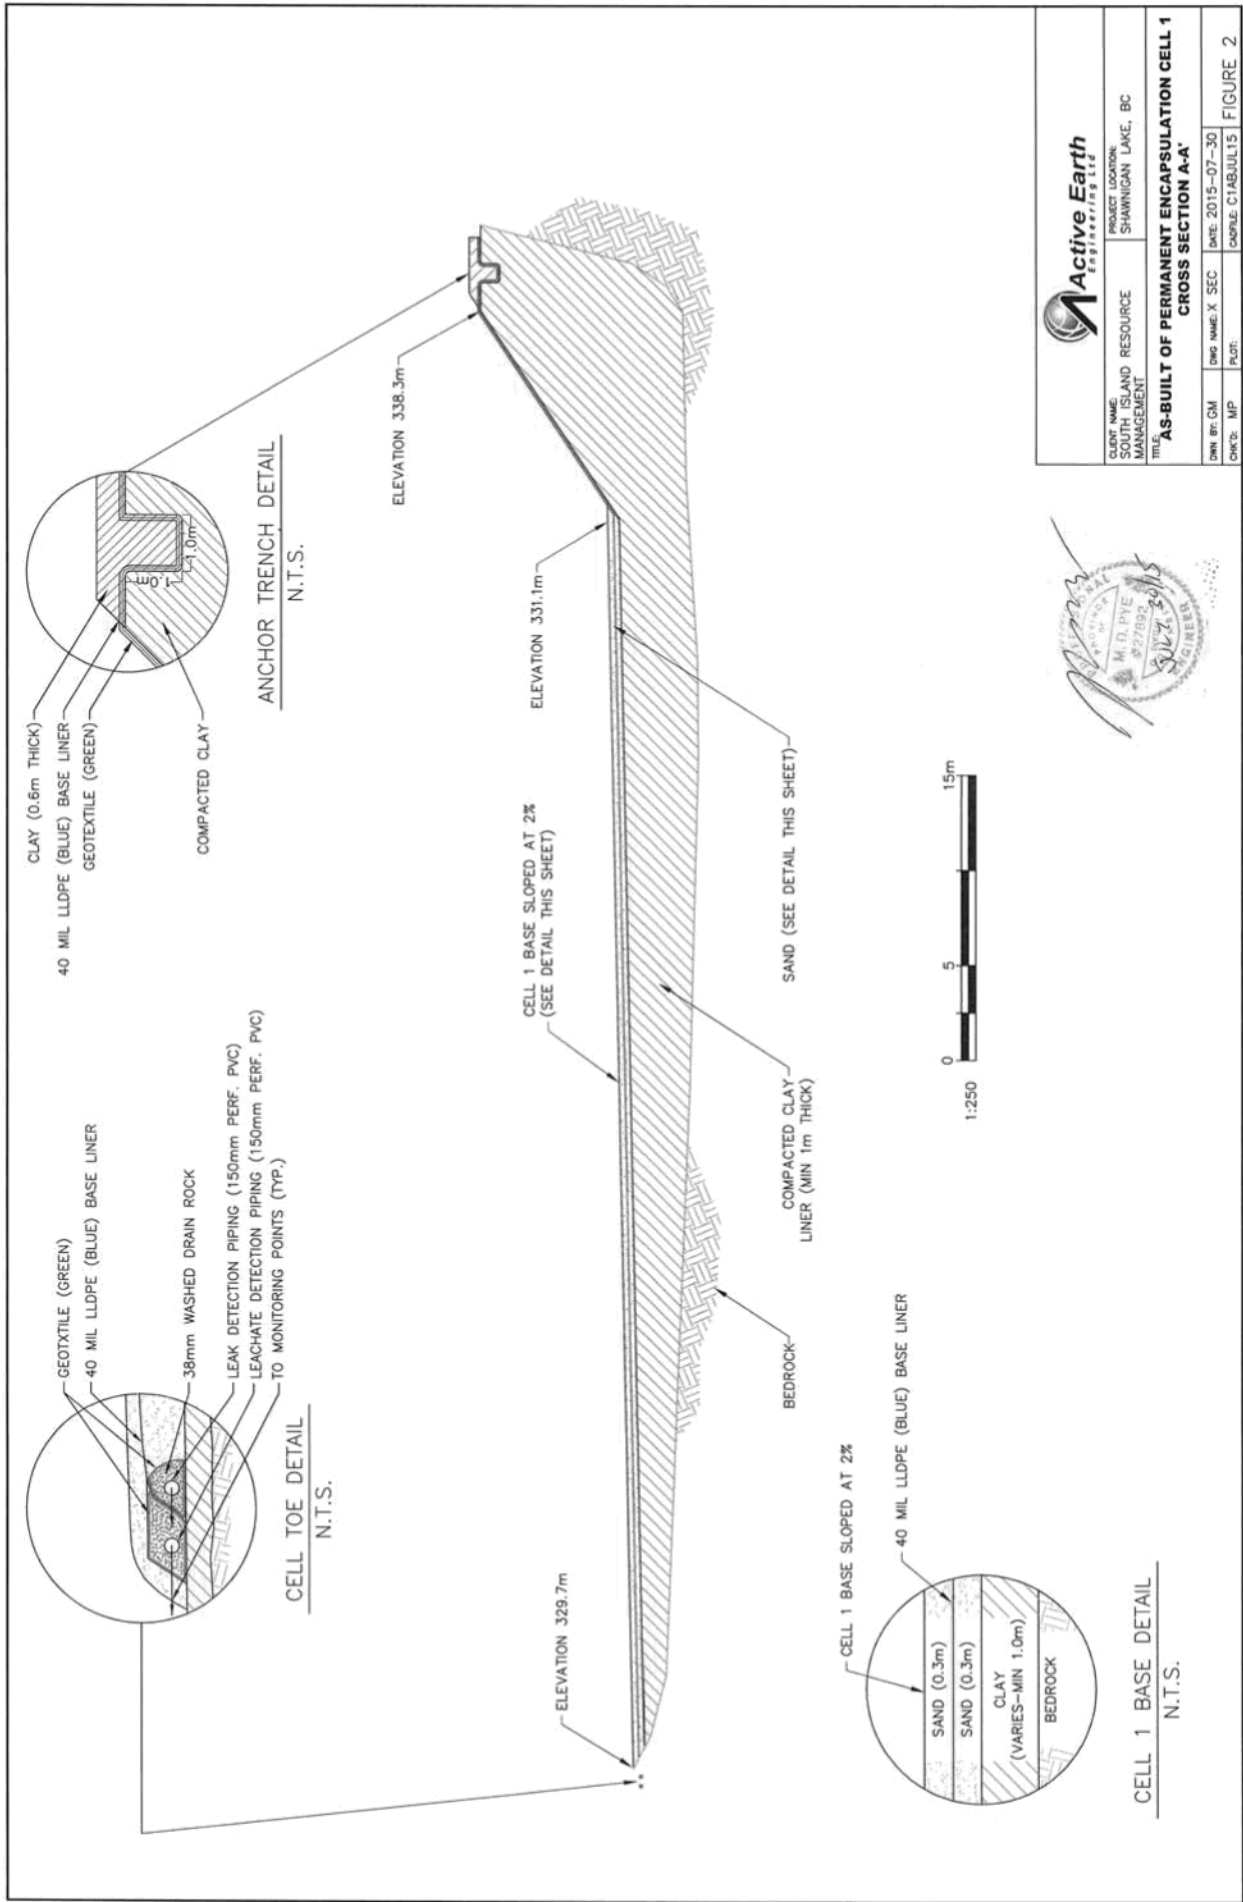 GEOTXTILE (GREEN)
40 MIL LLDPE (BLUE) BASE LINER
38mm WASHED DRAIN ROCK
LEAK DETECTION PIPING (150mm PERF. PVC)
LEACHATE DETECTION PIPING (150mm PERF. PVC)
TO MONITORING POINTS (TYP.)
CELL TOE DETAIL
N.T.S.
CLAY (0.6m THICK)
40 MIL LLDPE (BLUE) BASE LINER
GEOTEXTILE (GREEN)
COMPACTED CLAY
1.0m
1.0m
ANCHOR TRENCH DETAIL
N.T.S.
ELEVATION 338.3m
ELEVATION 331.1m
CELL 1 BASE SLOPED AT 2%
(SEE DETAIL THIS SHEET)
ELEVATION 329.7m
SAND (SEE DETAIL THIS SHEET)
COMPACTED CLAY
LINER (MIN 1m THICK)
BEDROCK
CELL 1 BASE SLOPED AT 2%
40 MIL LLDPE (BLUE) BASE LINER
SAND (0.3m)
SAND (0.3m)
CLAY
(VARIES-MIN 1.0m)
BEDROCK
CELL 1 BASE DETAIL
N.T.S.
0 5 15m
1:250
PROFESSIONAL
PROVINCE
OF
M. D. PYE
#27892
ENGINEER
JULY 30/15
Active Earth
Engineering Ltd
CLIENT NAME:
SOUTH ISLAND RESOURCE
MANAGEMENT
PROJECT LOCATION:
SHAWNIGAN LAKE, BC
TITLE:
AS-BUILT OF PERMANENT ENCAPSULATION CELL 1
CROSS SECTION A-A'
DWN BY: GM
DWG NAME: X SEC
DATE: 2015-07-30
CHK'D: MP
PLOT:
CADFILE: C1ABJUL15
FIGURE 2